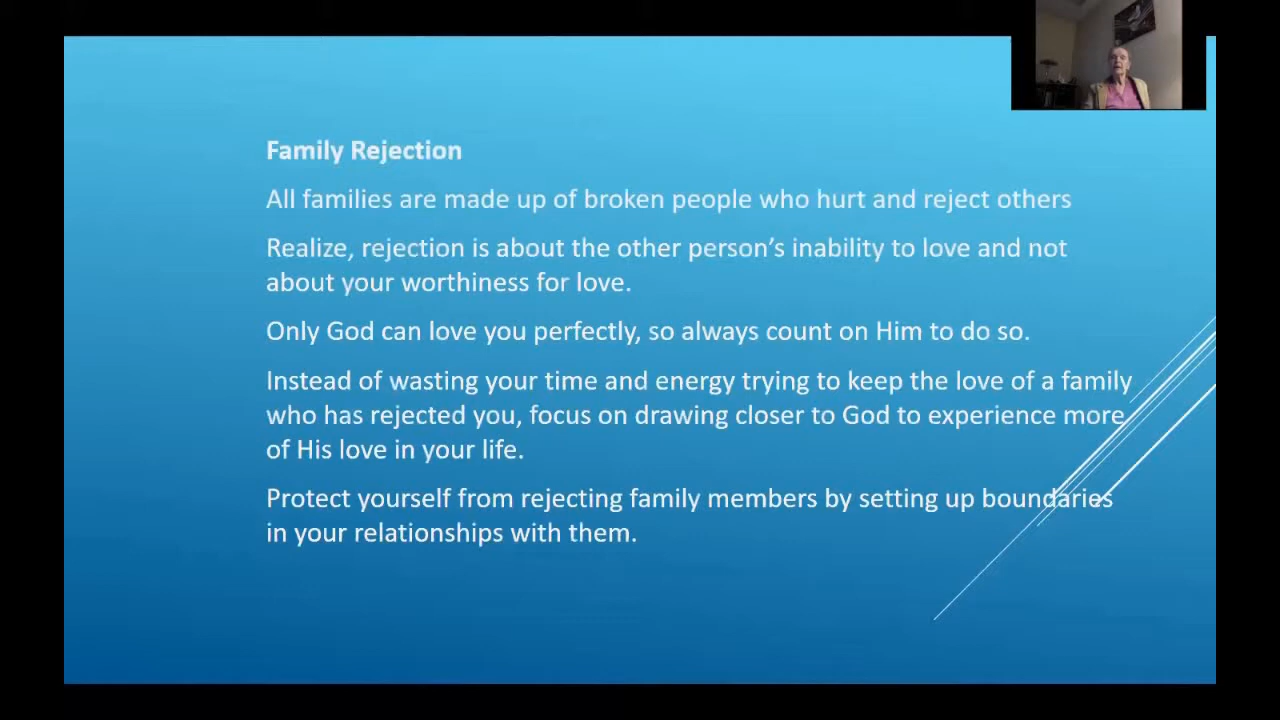 Family Rejection
All families are made up of broken people who hurt and reject others
Realize, rejection is about the other person’s inability to love and not
about your worthiness for love.
Only God can love you perfectly, so always count on Him to do so.
Instead of wasting your time and energy trying to keep the love of a family
who has rejected you, focus on drawing closer to God to experience more
of His love in your life.
Protect yourself from rejecting family members by setting up boundaries
in your relationships with them.